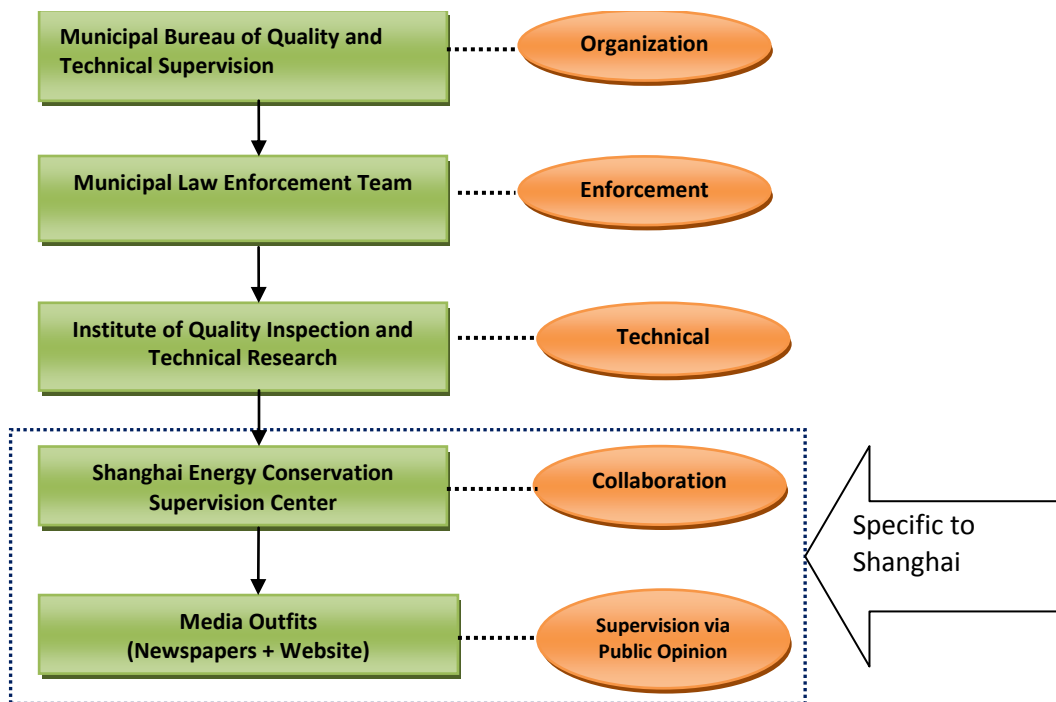 Municipal Bureau of Quality and
Technical Supervision
Organization
Municipal Law Enforcement Team
Enforcement
Institute of Quality Inspection and
Technical Research
Technical
Shanghai Energy Conservation
Supervision Center
Collaboration
Specific to
Shanghai
Media Outfits
(Newspapers + Website)
Supervision via
Public Opinion